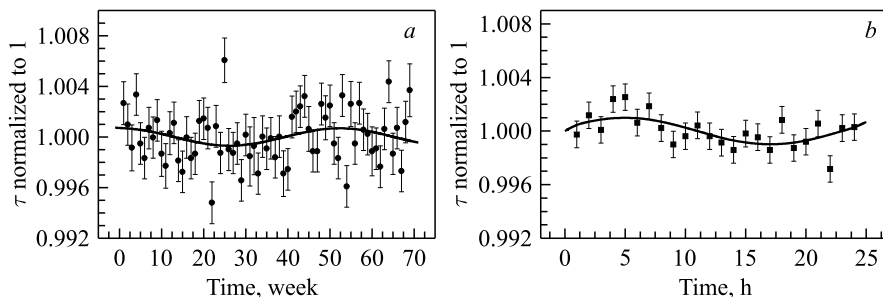 a
1.008
1.004
1.000
0.996
0.992
τ normalized to 1
0 10 20 30 40 50 60 70
Time, week
b
1.008
1.004
1.000
0.996
0.992
τ normalized to 1
0 5 10 15 20 25
Time, h